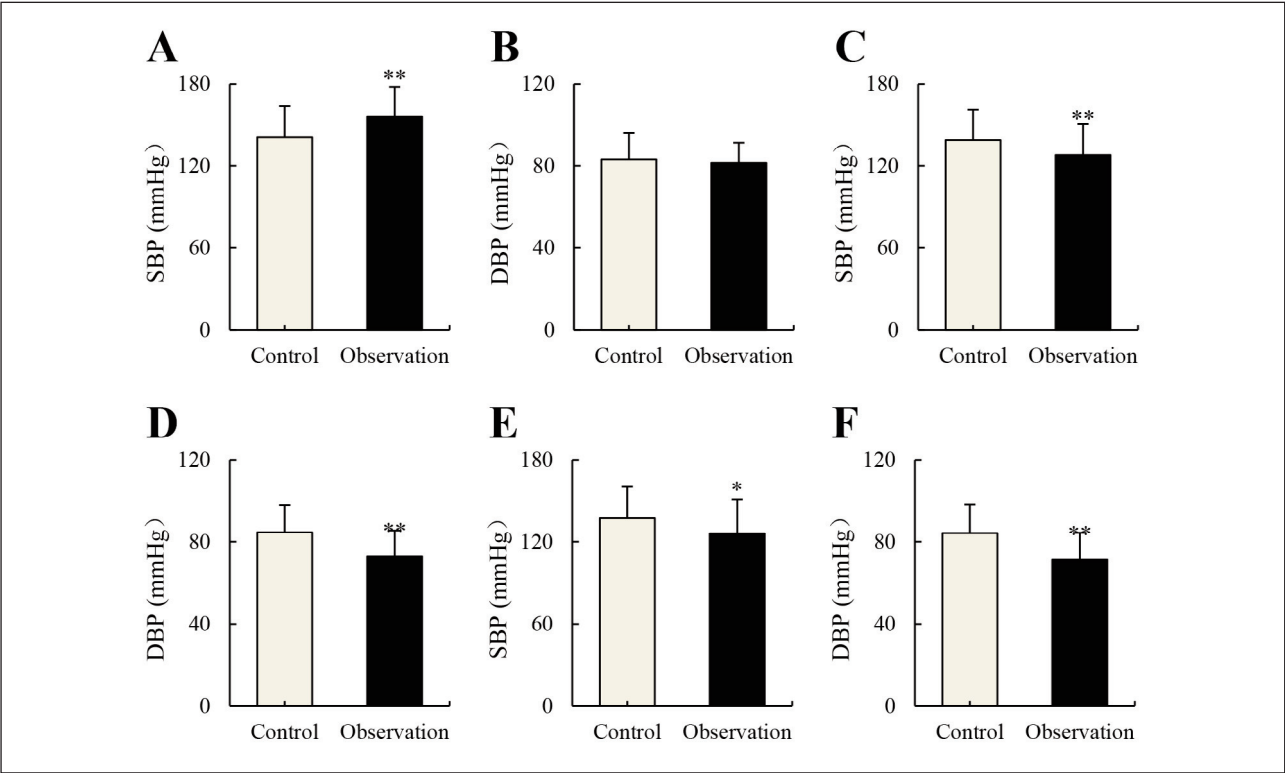 A
180
120
60
0
SBP (mmHg）
**
Control Observation
B
120
80
40
0
DBP (mmHg）
Control Observation
C
180
120
60
0
SBP (mmHg）
**
Control Observation
D
120
80
40
0
DBP (mmHg）
**
Control Observation
E
180
120
60
0
SBP (mmHg）
*
Control Observation
F
120
80
40
0
DBP (mmHg）
**
Control Observation